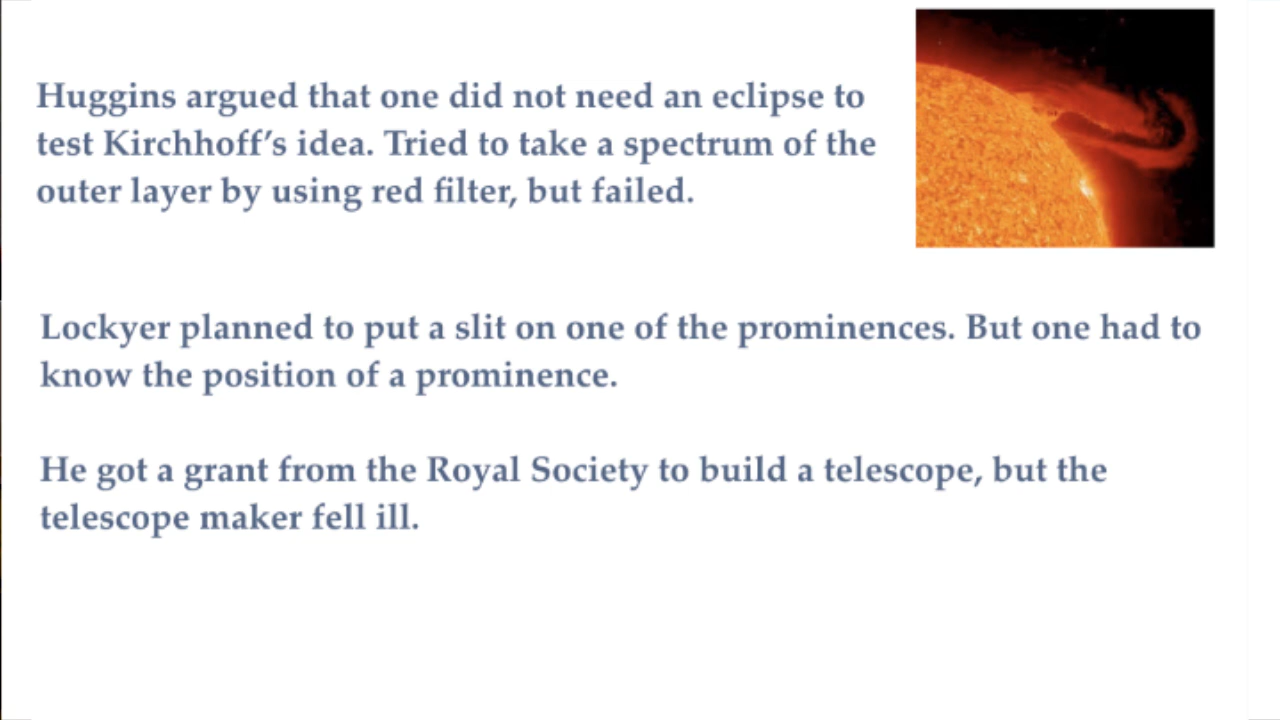 Huggins argued that one did not need an eclipse to
test Kirchhoff’s idea. Tried to take a spectrum of the
outer layer by using red filter, but failed.
Lockyer planned to put a slit on one of the prominences. But one had to
know the position of a prominence.
He got a grant from the Royal Society to build a telescope, but the
telescope maker fell ill.